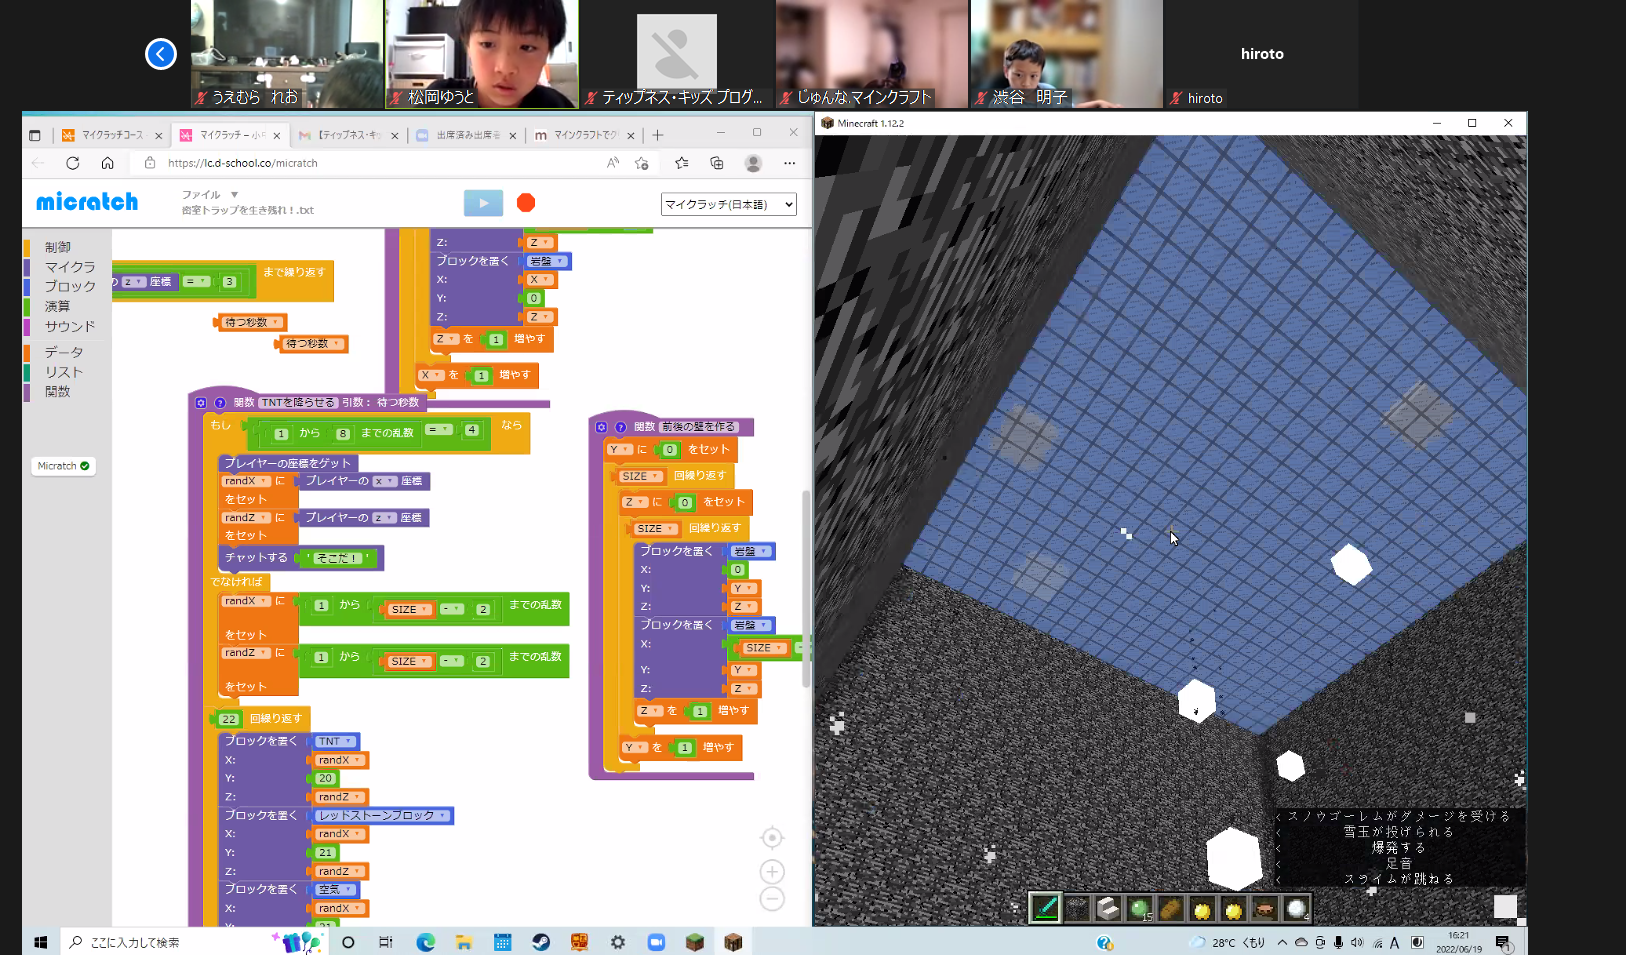 hiroto
うえむら れお
松岡ゆうと
ティップネス・キッズ プログ...
じゅんな.マインクラフト
渋谷 明子
hiroto
マイクラッチコース -
マイクラッチ – 小
【ティップネス・キッ
出席済み出席を
マインクラフトでク
Minecraft 1.12.2
https://lc.d-school.co/micratch
micratch
ファイル ▼
密室トラップを生き残れ！.txt
マイクラッチ(日本語)
制御
マイクラ
ブロック
演算
サウンド
データ
リスト
関数
Micratch
の z 座標 = 3 まで繰り返す
待つ秒数
待つ秒数
Z: Z
ブロックを置く 岩盤
X: X
Y: 0
Z: Z
Z を 1 増やす
X を 1 増やす
関数 TNTを降らせる 引数： 待つ秒数
もし 1 から 8 までの乱数 = 4 なら
プレイヤーの座標をゲット
randX に プレイヤーの x 座標
をセット
randZ に プレイヤーの z 座標
をセット
チャットする ' そこだ！ '
でなければ
randX に 1 から SIZE - 2 までの乱数
をセット
randZ に 1 から SIZE - 2 までの乱数
をセット
22 回繰り返す
ブロックを置く TNT
X: randX
Y: 20
Z: randZ
ブロックを置く レッドストーンブロック
X: randX
Y: 21
Z: randZ
ブロックを置く 空気
X: randX
Y: 21
関数 前後の壁を作る
Y に 0 をセット
SIZE 回繰り返す
Z に 0 をセット
SIZE 回繰り返す
ブロックを置く 岩盤
X: 0
Y: Y
Z: Z
ブロックを置く 岩盤
X: SIZE -
Y: Y
Z: Z
Z を 1 増やす
Y を 1 増やす
< スノウゴーレムがダメージを受ける
< 雪玉が投げられる
< 爆発する
< 足音
< スライムが跳ねる
15
4
ここに入力して検索
28°C くもり
A
16:21
2022/06/19
1